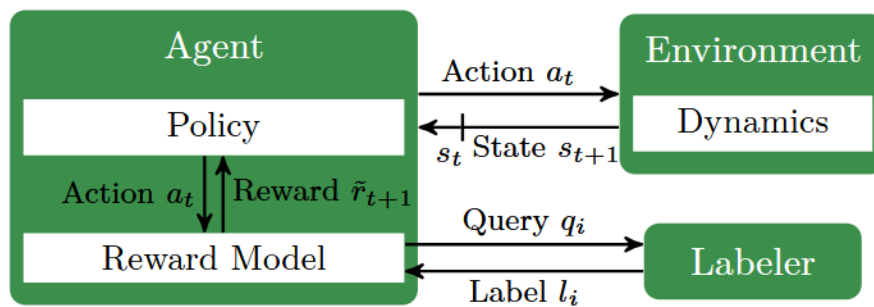 Agent
Environment
Action a_t
Policy
Dynamics
s_t State s_{t+1}
Action a_t Reward r̃_{t+1}
Query q_i
Reward Model
Labeler
Label l_i